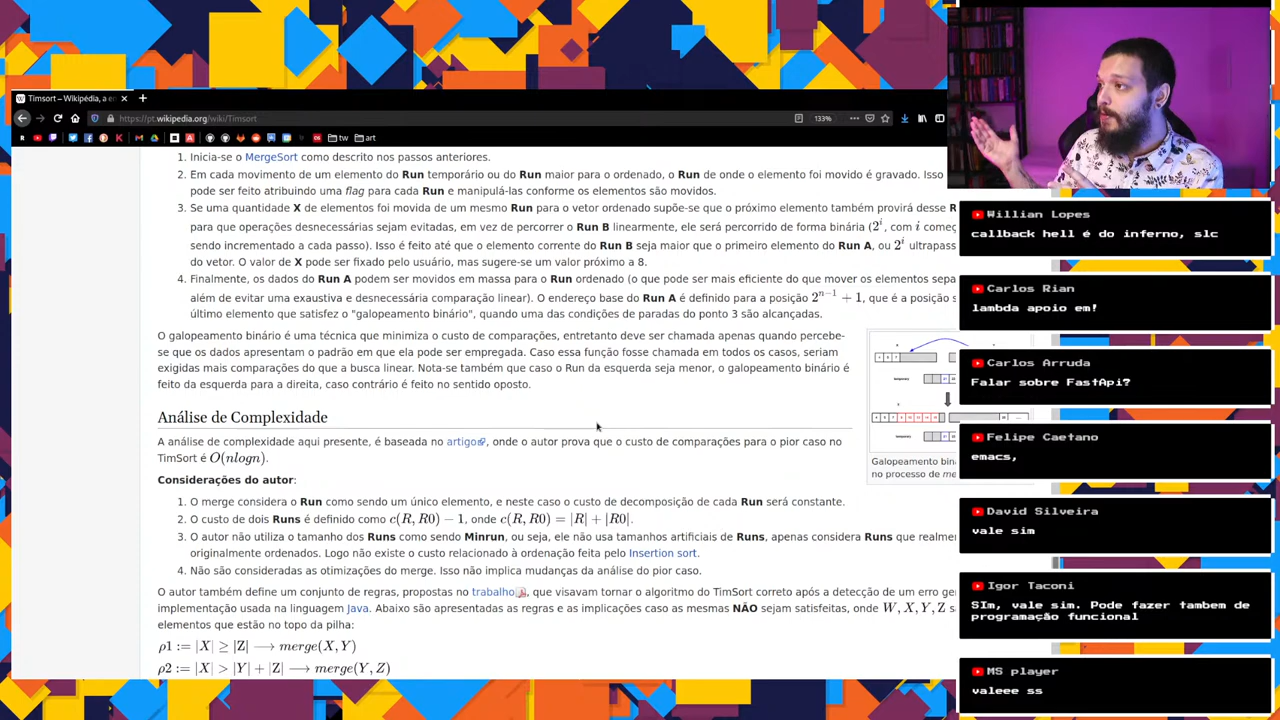 Timsort – Wikipédia, a en
https://pt.wikipedia.org/wiki/Timsort
133%
tw
art
1. Inicia-se o MergeSort como descrito nos passos anteriores.
2. Em cada movimento de um elemento do Run temporário ou do Run maior para o ordenado, o Run de onde o elemento foi movido é gravado. Isso
pode ser feito atribuindo uma flag para cada Run e manipulá-las conforme os elementos são movidos.
3. Se uma quantidade X de elementos foi movida de um mesmo Run para o vetor ordenado supõe-se que o próximo elemento também provirá desse R
para que operações desnecessárias sejam evitadas, em vez de percorrer o Run B linearmente, ele será percorrido de forma binária (2^i, com i começ
sendo incrementado a cada passo). Isso é feito até que o elemento corrente do Run B seja maior que o primeiro elemento do Run A, ou 2^i ultrapass
do vetor. O valor de X pode ser fixado pelo usuário, mas sugere-se um valor próximo a 8.
4. Finalmente, os dados do Run A podem ser movidos em massa para o Run ordenado (o que pode ser mais eficiente do que mover os elementos sepa
além de evitar uma exaustiva e desnecessária comparação linear). O endereço base do Run A é definido para a posição 2^{n−1} + 1, que é a posição s
último elemento que satisfez o "galopeamento binário", quando uma das condições de paradas do ponto 3 são alcançadas.
O galopeamento binário é uma técnica que minimiza o custo de comparações, entretanto deve ser chamada apenas quando percebe-
se que os dados apresentam o padrão em que ela pode ser empregada. Caso essa função fosse chamada em todos os casos, seriam
exigidas mais comparações do que a busca linear. Nota-se também que caso o Run da esquerda seja menor, o galopeamento binário é
feito da esquerda para a direita, caso contrário é feito no sentido oposto.
Galopeamento biná
no processo de me
Análise de Complexidade
A análise de complexidade aqui presente, é baseada no artigo, onde o autor prova que o custo de comparações para o pior caso no
TimSort é O(nlogn).
Considerações do autor:
1. O merge considera o Run como sendo um único elemento, e neste caso o custo de decomposição de cada Run será constante.
2. O custo de dois Runs é definido como c(R, R0) − 1, onde c(R, R0) = |R| + |R0|.
3. O autor não utiliza o tamanho dos Runs como sendo Minrun, ou seja, ele não usa tamanhos artificiais de Runs, apenas considera Runs que realmen
originalmente ordenados. Logo não existe o custo relacionado à ordenação feita pelo Insertion sort.
4. Não são consideradas as otimizações do merge. Isso não implica mudanças da análise do pior caso.
O autor também define um conjunto de regras, propostas no trabalho, que visavam tornar o algoritmo do TimSort correto após a detecção de um erro ge
implementação usada na linguagem Java. Abaixo são apresentadas as regras e as implicações caso as mesmas NÃO sejam satisfeitas, onde W, X, Y, Z s
elementos que estão no topo da pilha:
ρ1 := |X| ≥ |Z| ⟶ merge(X, Y)
ρ2 := |X| > |Y| + |Z| ⟶ merge(Y, Z)
Willian Lopes
callback hell é do inferno, slc
Carlos Rian
lambda apoio em!
Carlos Arruda
Falar sobre FastApi?
Felipe Caetano
emacs,
David Silveira
vale sim
Igor Taconi
SIm, vale sim. Pode fazer tambem de
programação funcional
MS player
valeee ss